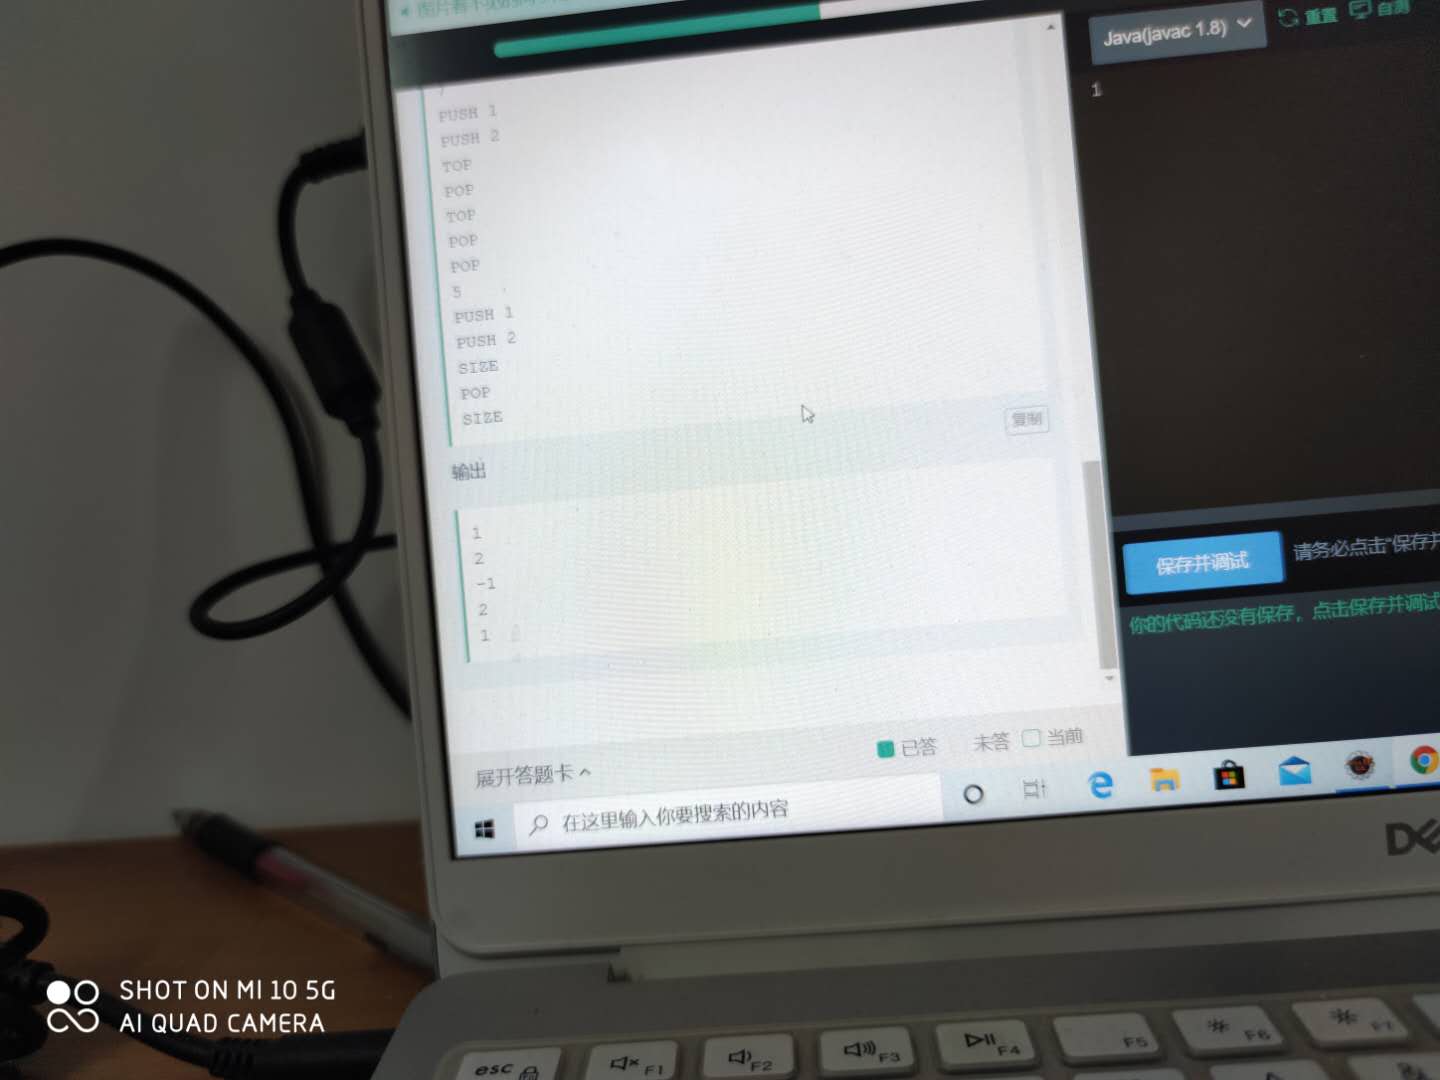 Java(javac 1.8)
重置
自测
1
PUSH 1
PUSH 2
TOP
POP
TOP
POP
POP
5
PUSH 1
PUSH 2
SIZE
POP
SIZE
复制
输出
1
2
-1
2
1
保存并调试
请务必点击“保存并
你的代码还没有保存，点击保存并调试
已答
未答
当前
展开答题卡
在这里输入你要搜索的内容
DE
SHOT ON MI 10 5G
AI QUAD CAMERA
esc
F1
F2
F3
F4
F5
F6
F7